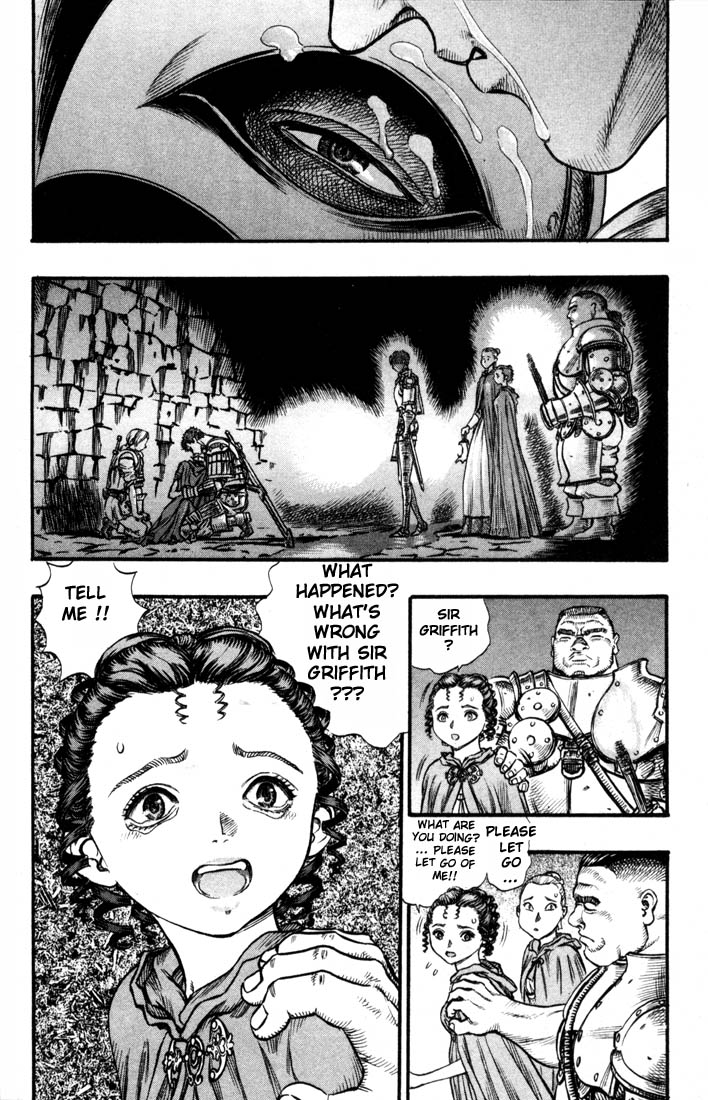 SIR
GRIFFITH
?
PLEASE
LET
GO
...
WHAT ARE
YOU DOING?
... PLEASE
LET GO OF
ME!!
WHAT
HAPPENED?
WHAT'S
WRONG
WITH SIR
GRIFFITH
???
TELL
ME !!